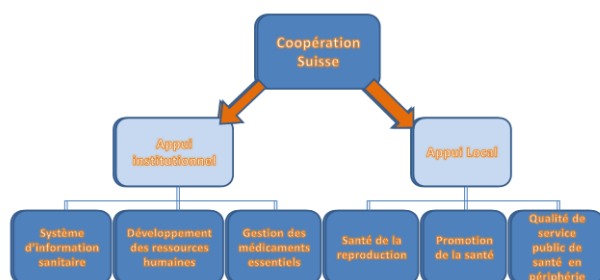 Coopération
Suisse
Appui
institutionnel
Appui Local
Système
d'information
sanitaire
Développement
des ressources
humaines
Gestion des
médicaments
essentiels
Santé de la
reproduction
Promotion
de la santé
Qualité de
service
public de
santé en
périphérie